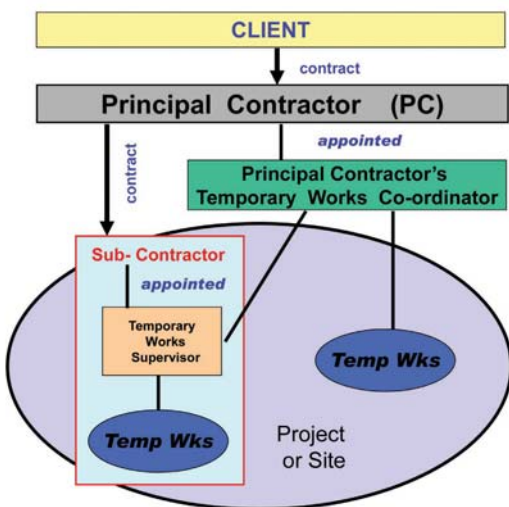 CLIENT
contract
Principal Contractor (PC)
contract
appointed
Principal Contractor's
Temporary Works Co-ordinator
Sub- Contractor
appointed
Temporary
Works
Supervisor
Temp Wks
Temp Wks
Project
or Site